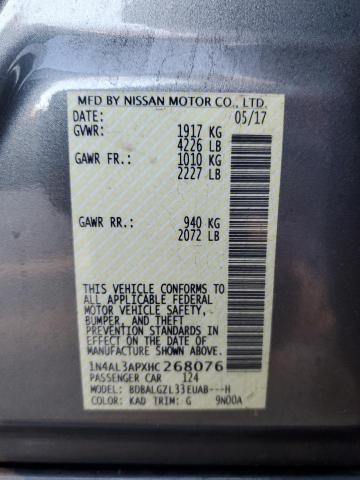 MFD BY NISSAN MOTOR CO., LTD.
DATE: 05/17
GVWR: 1917 KG
4226 LB
GAWR FR.: 1010 KG
2227 LB
GAWR RR.: 940 KG
2072 LB
THIS VEHICLE CONFORMS TO
ALL APPLICABLE FEDERAL
MOTOR VEHICLE SAFETY,
BUMPER, AND THEFT
PREVENTION STANDARDS IN
EFFECT ON THE DATE OF
MANUFACTURE SHOWN ABOVE.
1N4AL3APXHC268076
PASSENGER CAR 124
MODEL: BDBALGZL33EUAB---H
COLOR: KAD TRIM: G 9N00A